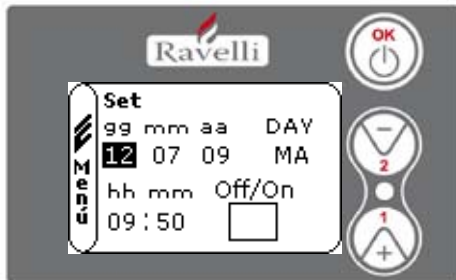 Ravelli
OK
Set
gg mm aa DAY
12 07 09 MA
hh mm Off/On
09:50
Menú
2
1